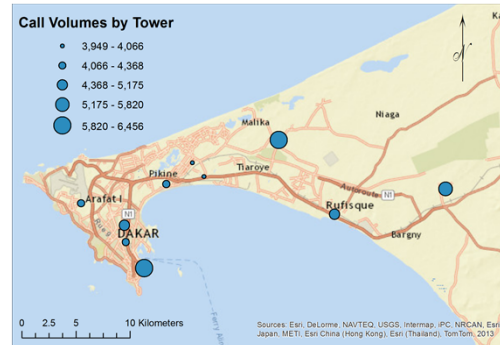 Call Volumes by Tower
3,949 - 4,066
4,066 - 4,368
4,368 - 5,175
5,175 - 5,820
5,820 - 6,456
N
Ka
Malika
Niaga
Pikine
Tiaroye
Arafat I
Autoroute
N1
Rufisque
N1
Rue 9
DAKAR
Bargny
0 2.5 5 10 Kilometers
Sources: Esri, DeLorme, NAVTEQ, USGS, Intermap, iPC, NRCAN, Esri
Japan, METI, Esri China (Hong Kong), Esri (Thailand), TomTom, 2013